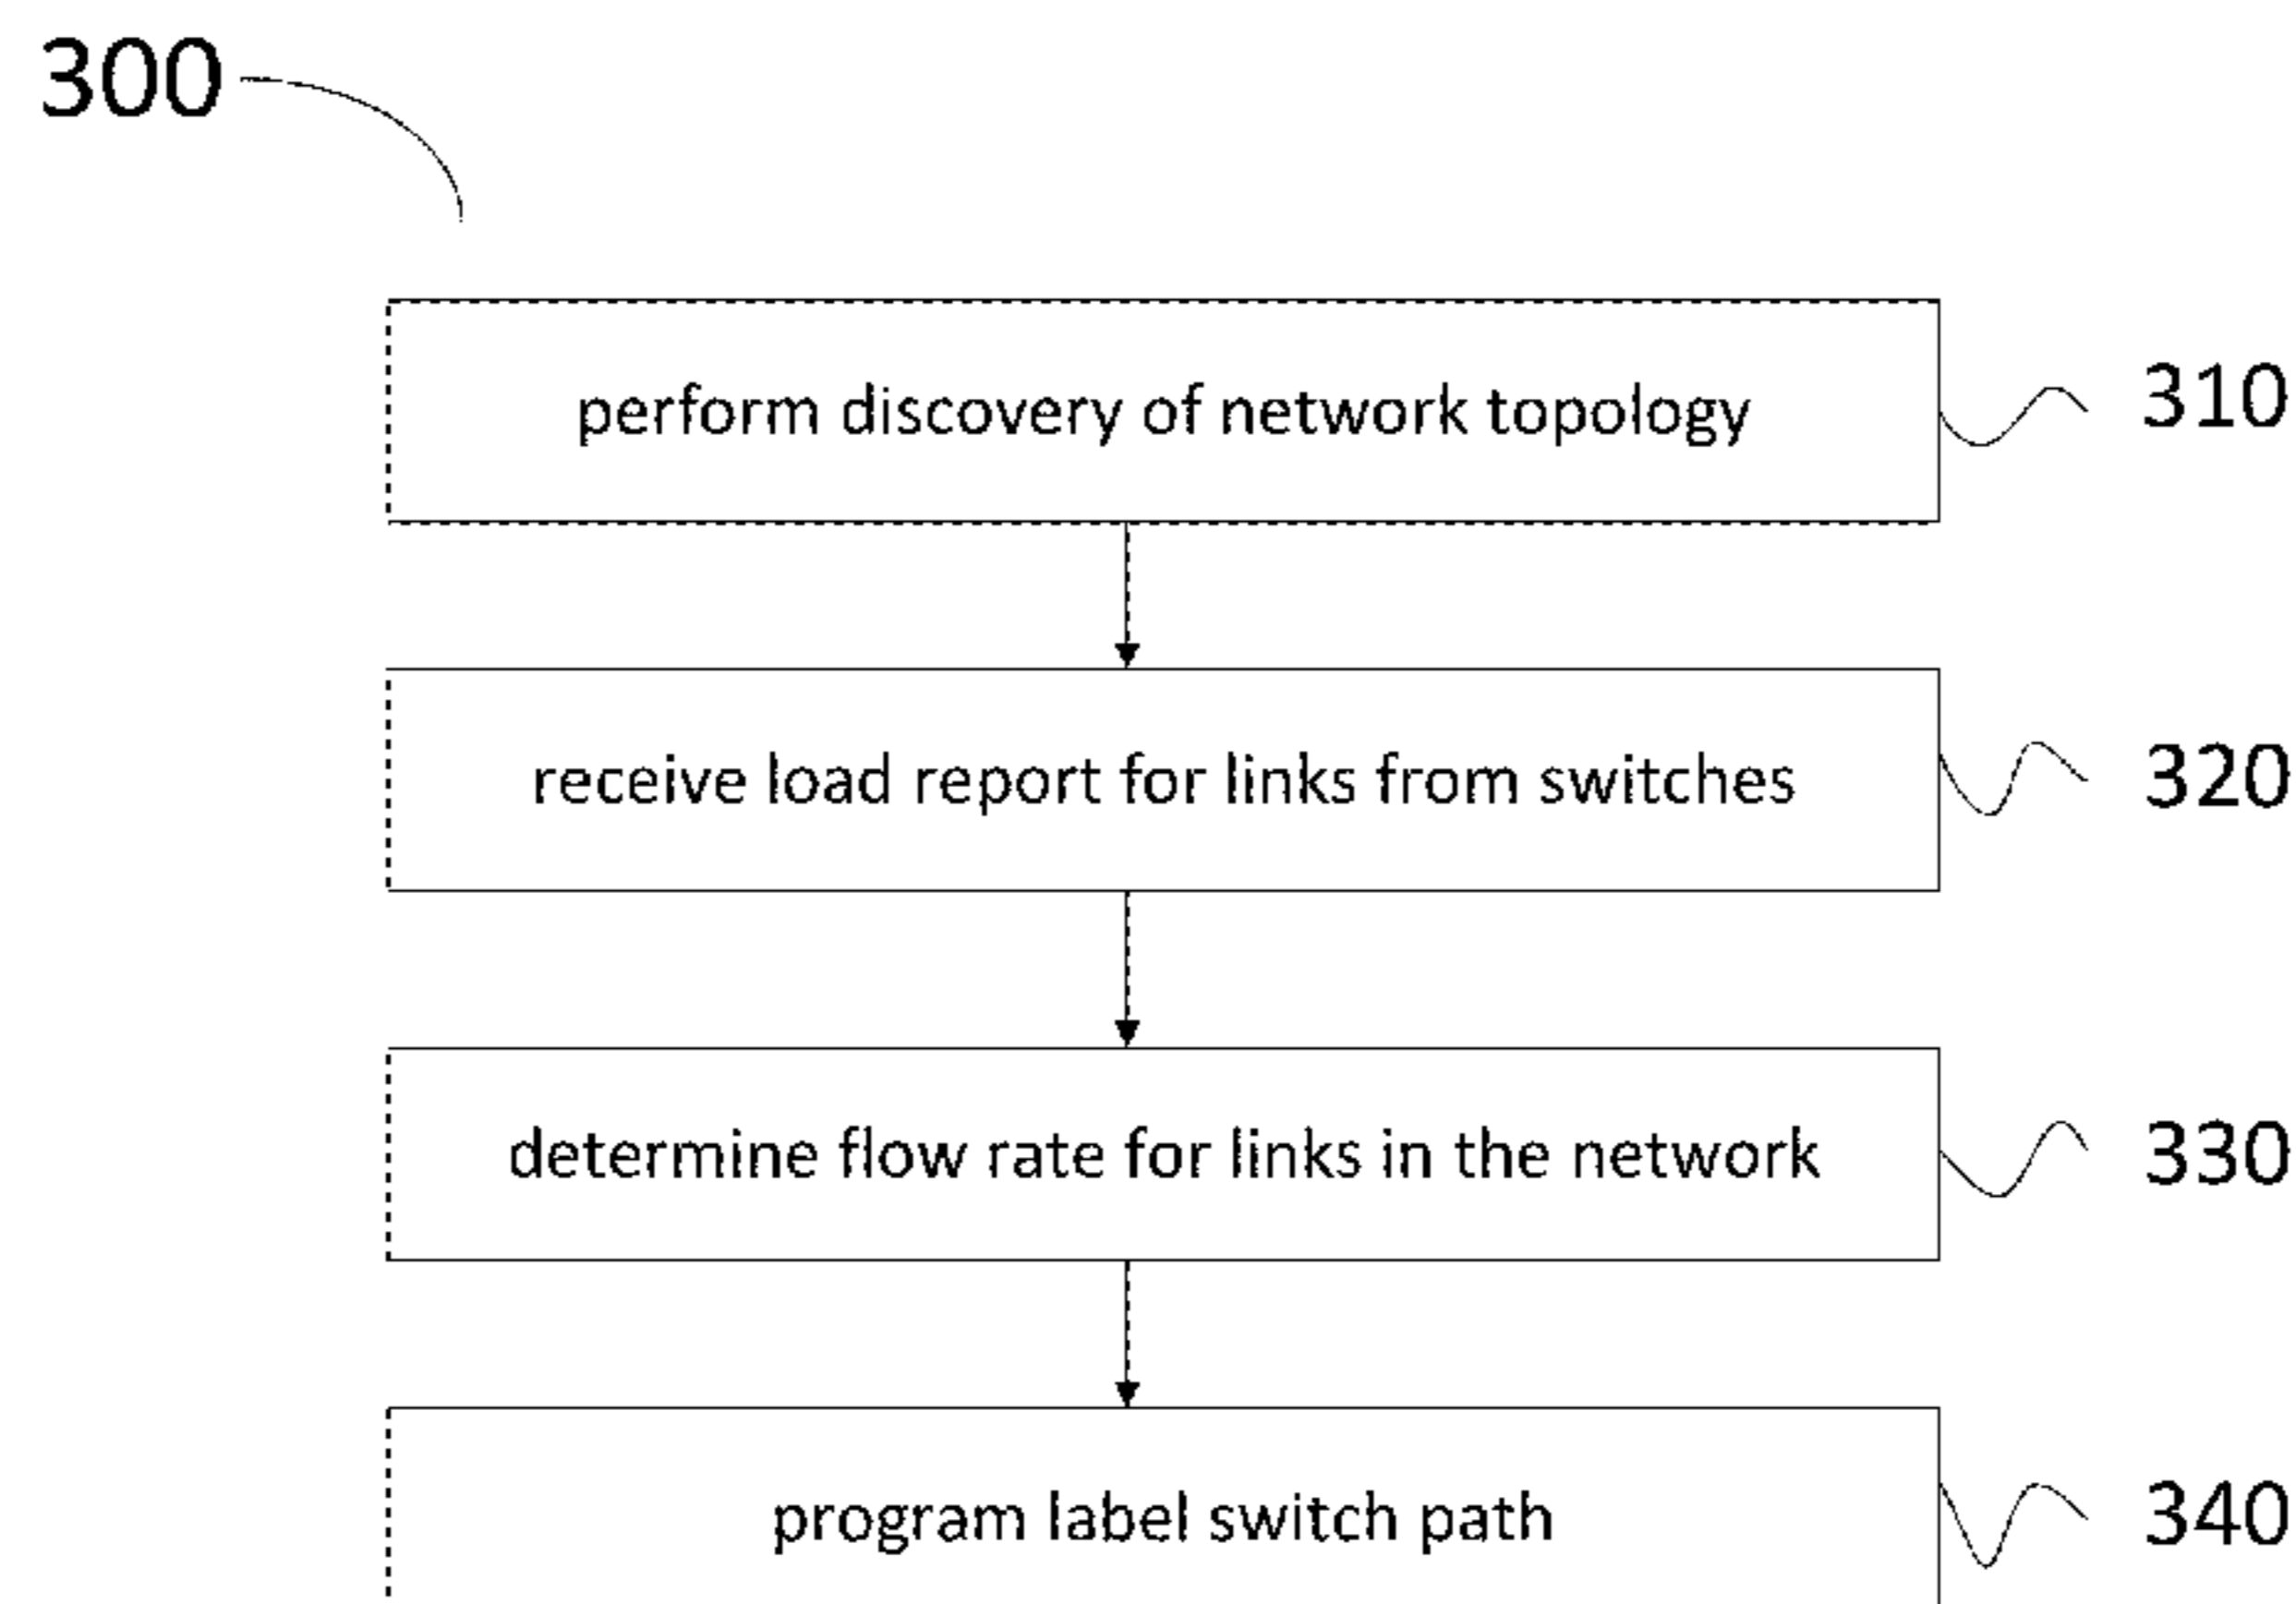 300
perform discovery of network topology
310
receive load report for links from switches
320
determine flow rate for links in the network
330
program label switch path
340